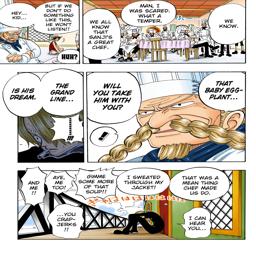 WE
KNOW.
MAN, I
WAS SCARED.
WHAT A
TEMPER.
WE ALL
KNOW THAT
SANJI'S A
GREAT
CHEF.
BUT IF WE
DON'T DO
SOMETHING
LIKE THIS,
HE WON'T
LISTEN!!
HEY...
KID...
HUH?
THAT
BABY EGG-
PLANT...
WILL YOU
TAKE HIM
WITH YOU?
THE
GRAND
LINE...
IS HIS
DREAM.
THAT WAS A
MEAN THING
CHEF MADE
US DO.
I CAN
HEAR
YOU...
I SWEATED
THROUGH MY
JACKET!
GIMME
SOME MORE
OF THAT
SOUP!!
AYE,
ME
TOO!
AND
ME
!!
...YOU
CRAP-
JERKS
!!